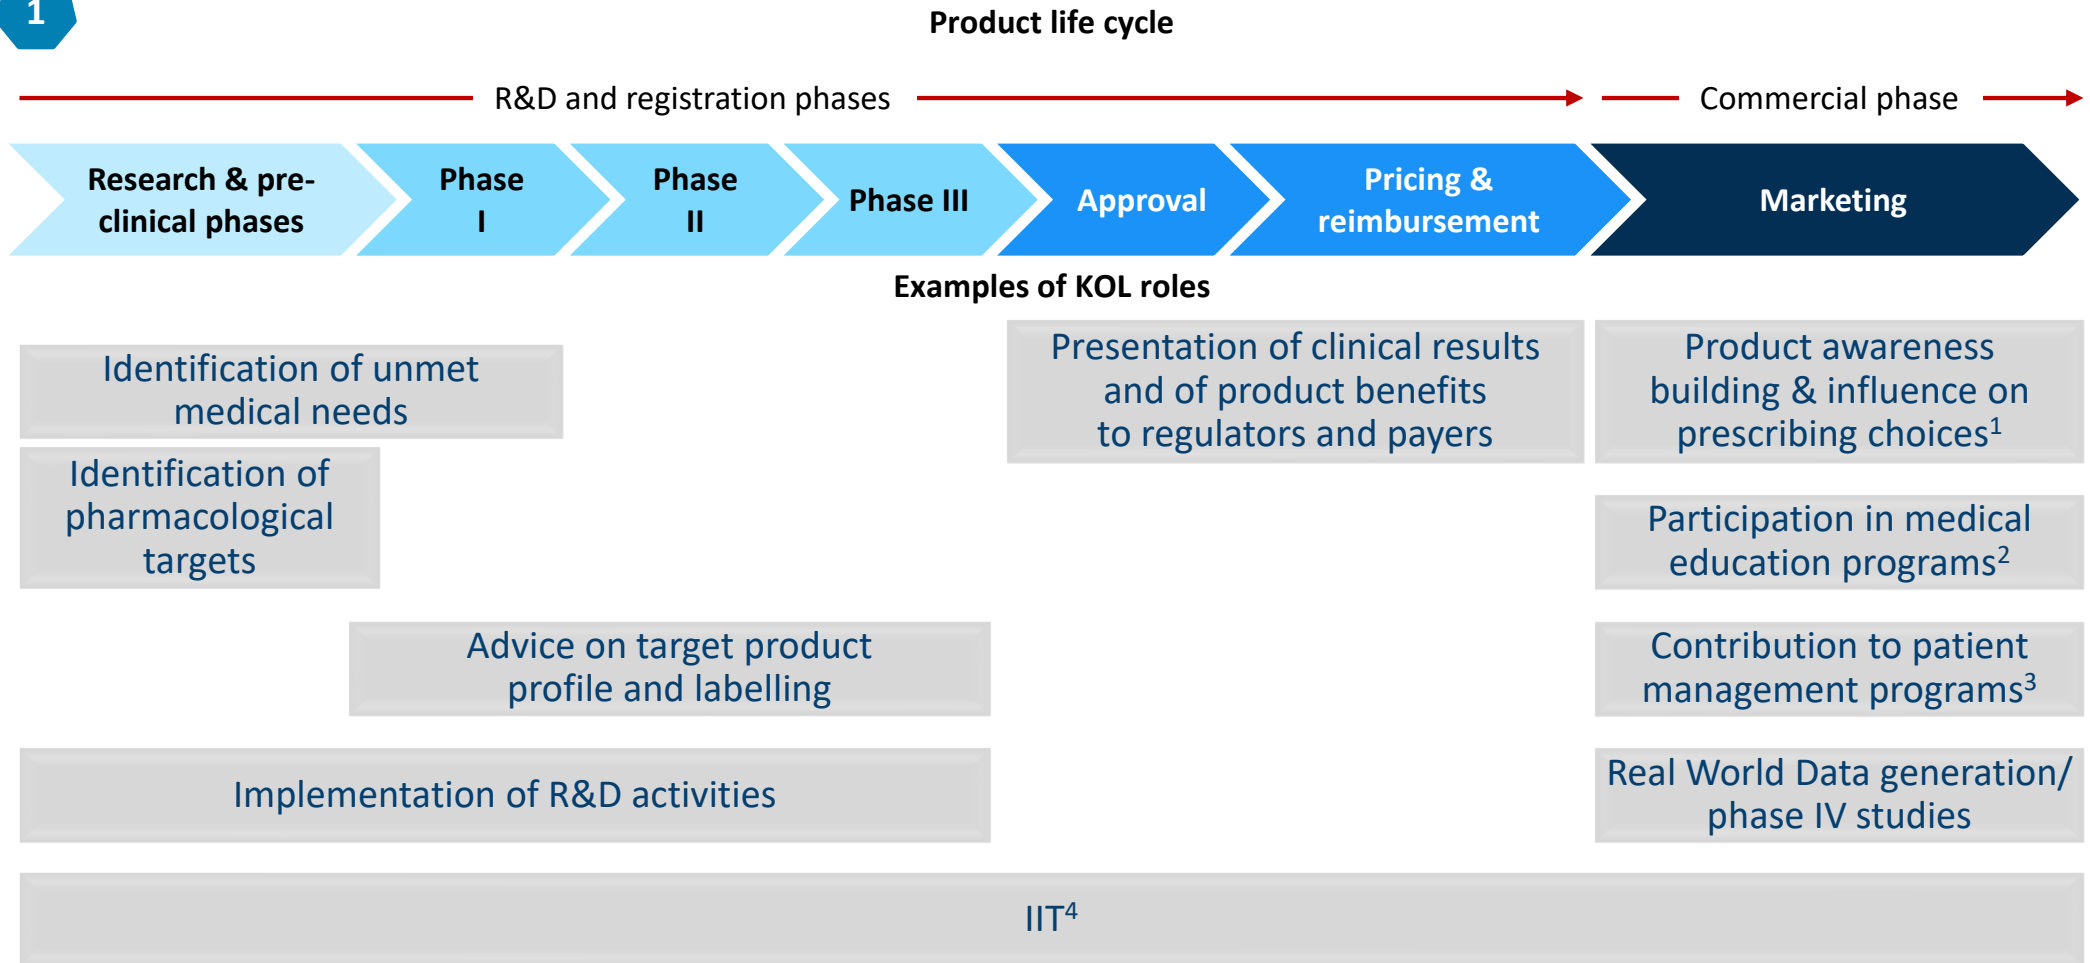 1
Product life cycle
R&D and registration phases
Commercial phase
Research & pre-
clinical phases
Phase
I
Phase
II
Phase III
Approval
Pricing &
reimbursement
Marketing
Examples of KOL roles
Identification of unmet
medical needs
Presentation of clinical results
and of product benefits
to regulators and payers
Product awareness
building & influence on
prescribing choices¹
Identification of
pharmacological
targets
Participation in medical
education programs²
Advice on target product
profile and labelling
Contribution to patient
management programs³
Implementation of R&D activities
Real World Data generation/
phase IV studies
IIT⁴